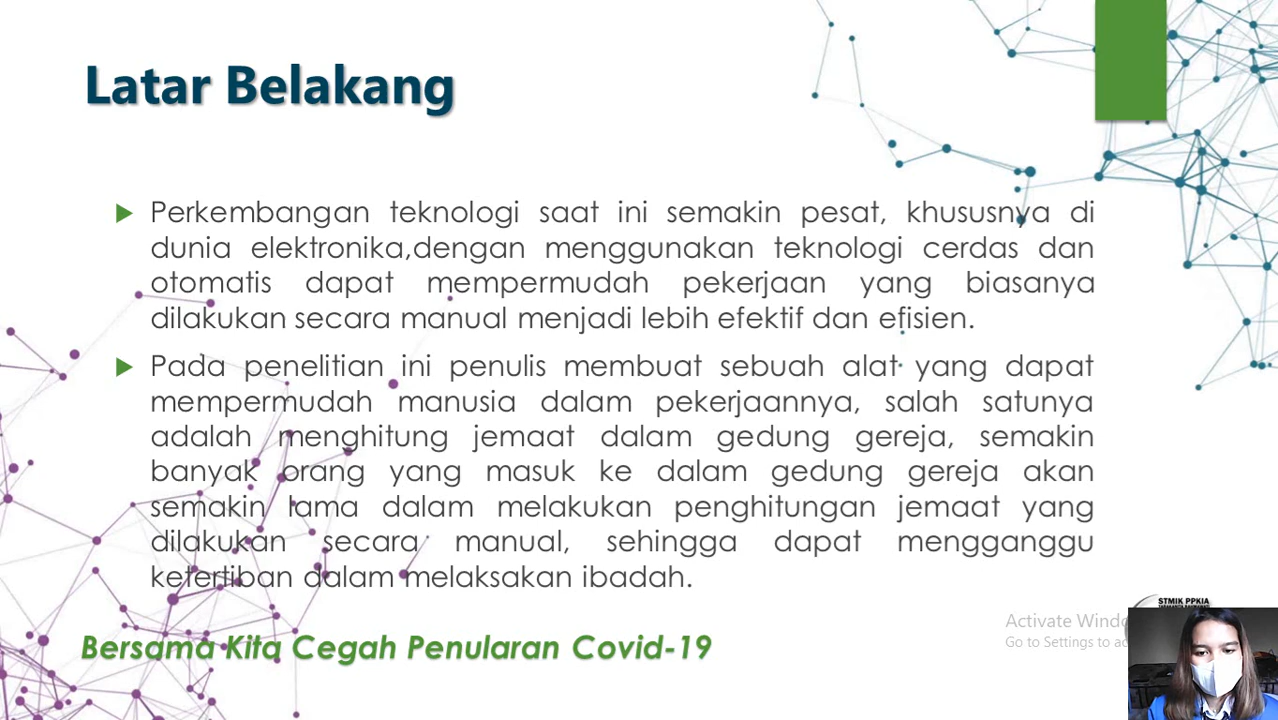 Latar Belakang
Perkembangan teknologi saat ini semakin pesat, khususnya di
dunia elektronika,dengan menggunakan teknologi cerdas dan
otomatis dapat mempermudah pekerjaan yang biasanya
dilakukan secara manual menjadi lebih efektif dan efisien.
Pada penelitian ini penulis membuat sebuah alat yang dapat
mempermudah manusia dalam pekerjaannya, salah satunya
adalah menghitung jemaat dalam gedung gereja, semakin
banyak orang yang masuk ke dalam gedung gereja akan
semakin lama dalam melakukan penghitungan jemaat yang
dilakukan secara manual, sehingga dapat mengganggu
ketertiban dalam melaksakan ibadah.
Bersama Kita Cegah Penularan Covid-19
STMIK PPKIA
Activate
Go to Settings to